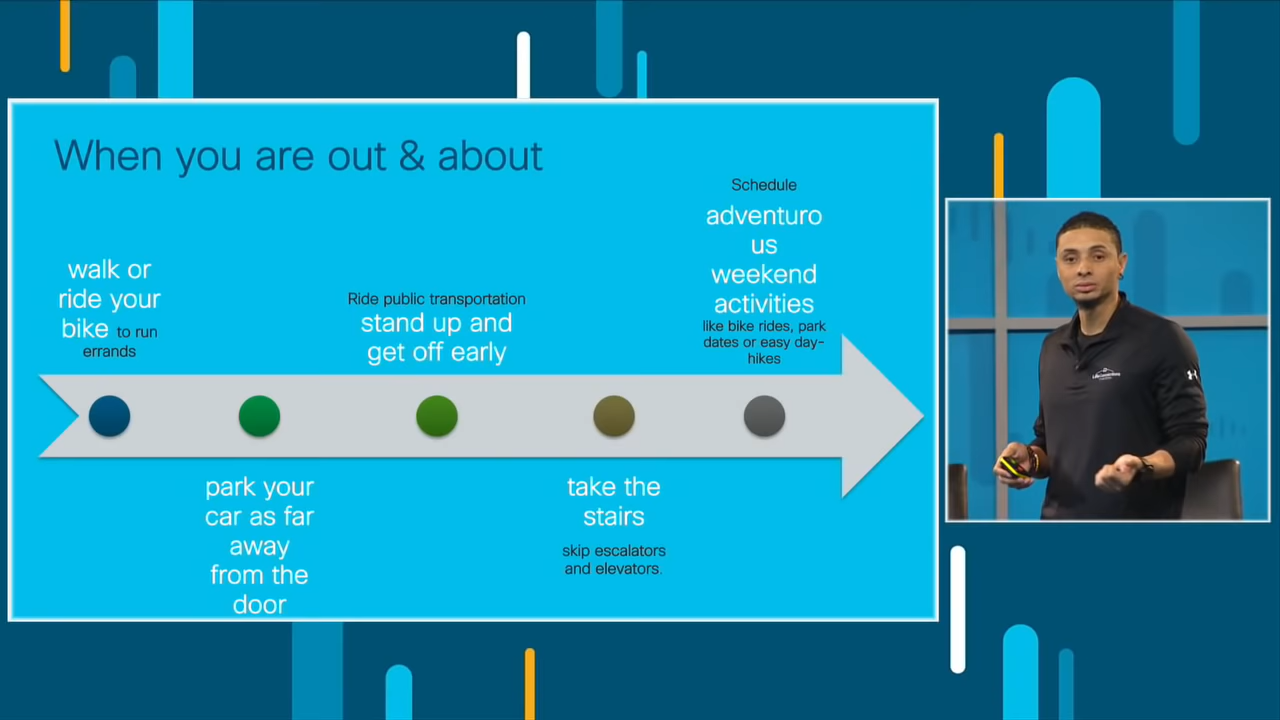 When you are out & about
walk or
ride your
bike to run
errands
park your
car as far
away
from the
door
Ride public transportation
stand up and
get off early
take the
stairs
skip escalators
and elevators.
Schedule
adventuro
us
weekend
activities
like bike rides, park
dates or easy day-
hikes